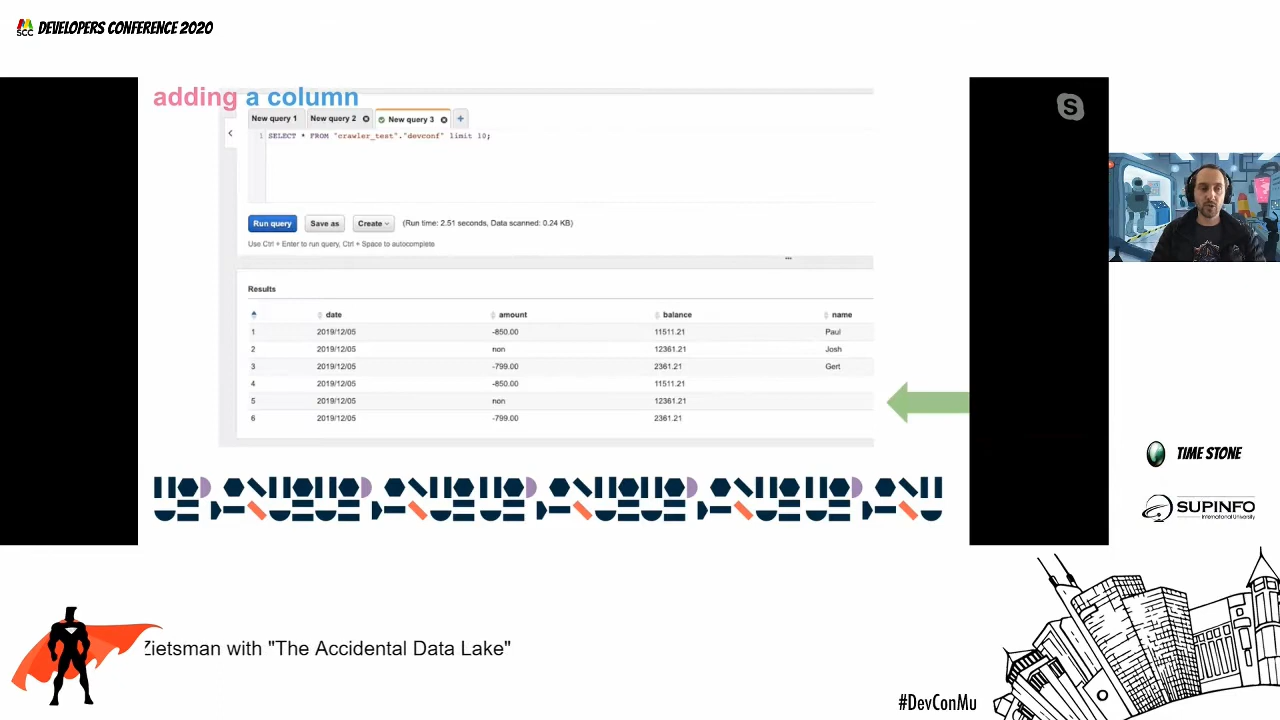 SCC DEVELOPERS CONFERENCE 2020
adding a column
New query 1 New query 2 New query 3 +
1 SELECT * FROM "crawler_test"."devconf" limit 10;
Run query Save as Create (Run time: 2.51 seconds, Data scanned: 0.24 KB)
Use Ctrl + Enter to run query, Ctrl + Space to autocomplete
Results
date amount balance name
1 2019/12/05 -850.00 11511.21 Paul
2 2019/12/05 non 12361.21 Josh
3 2019/12/05 -799.00 2361.21 Gert
4 2019/12/05 -850.00 11511.21
5 2019/12/05 non 12361.21
6 2019/12/05 -799.00 2361.21
S
TIME STONE
SUPINFO
International University
Zietsman with "The Accidental Data Lake"
#DevConMu